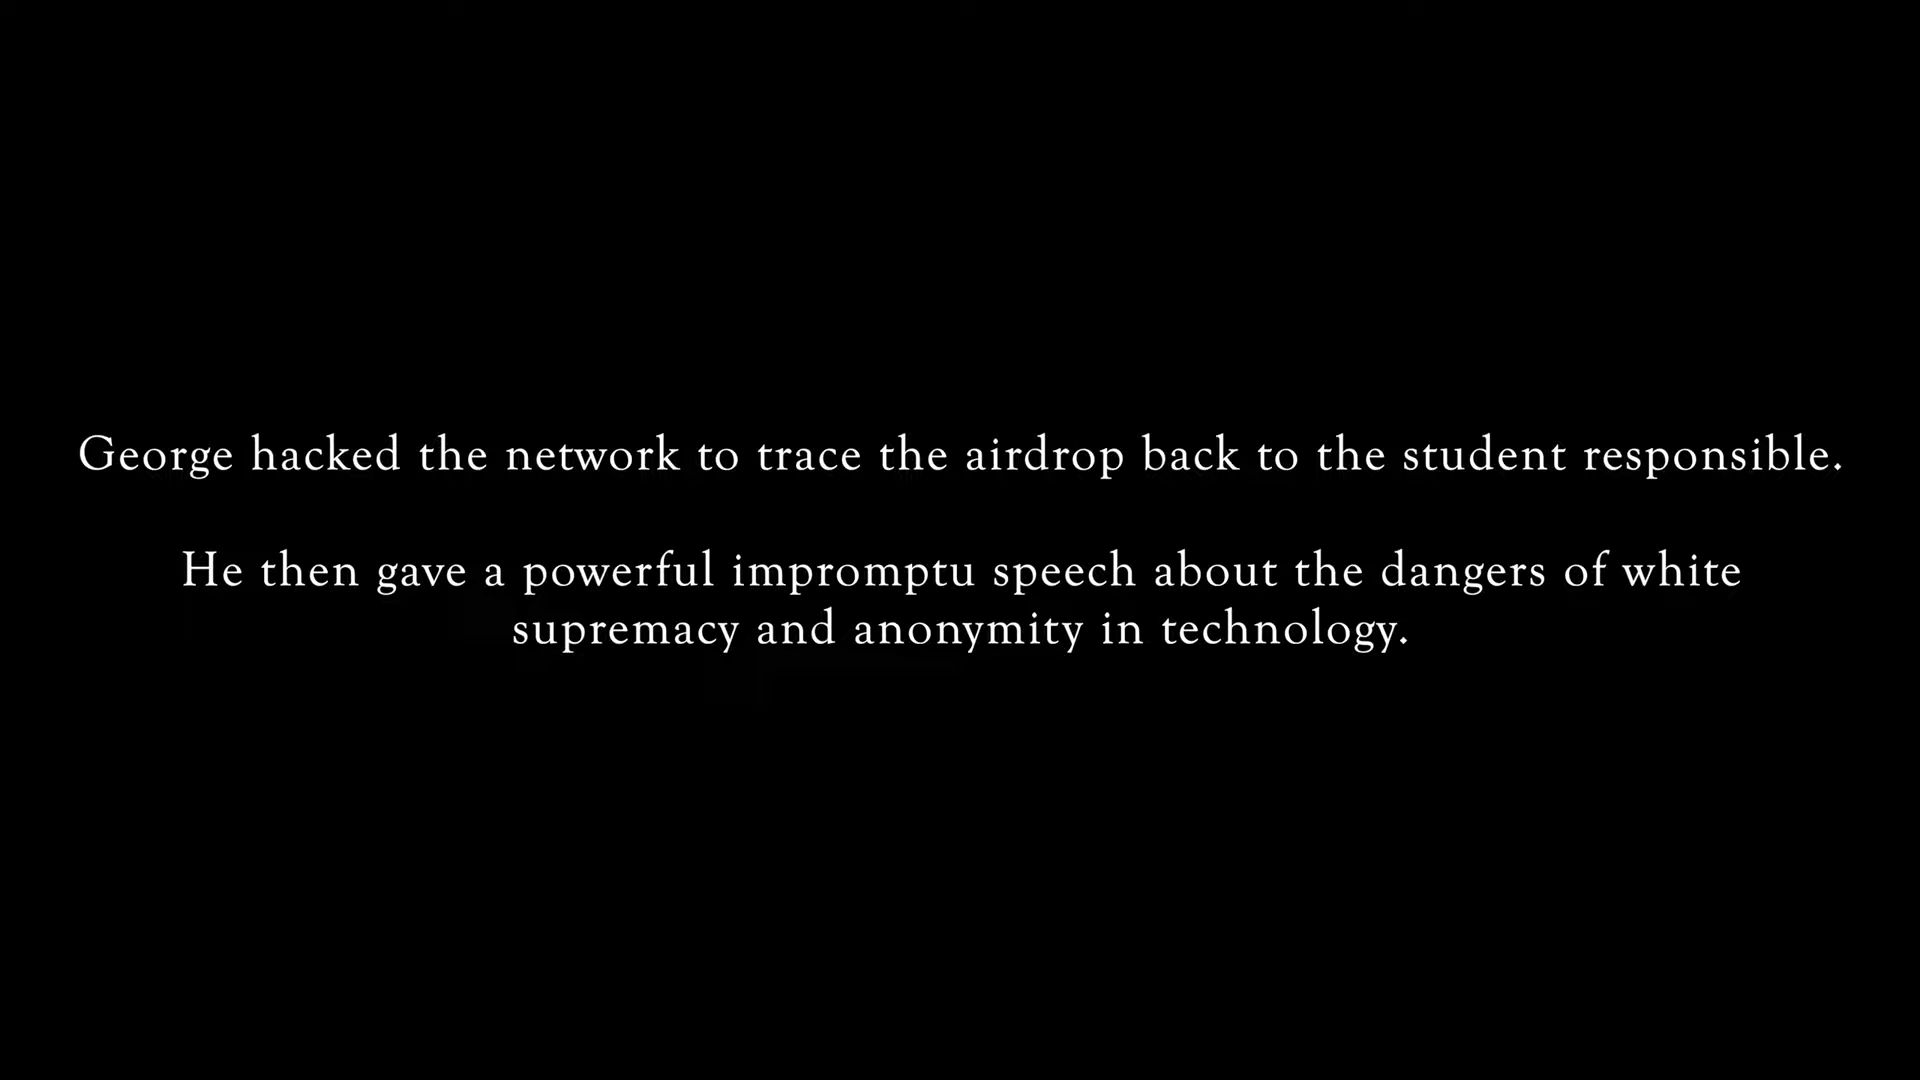 George hacked the network to trace the airdrop back to the student responsible.
He then gave a powerful impromptu speech about the dangers of white
supremacy and anonymity in technology.